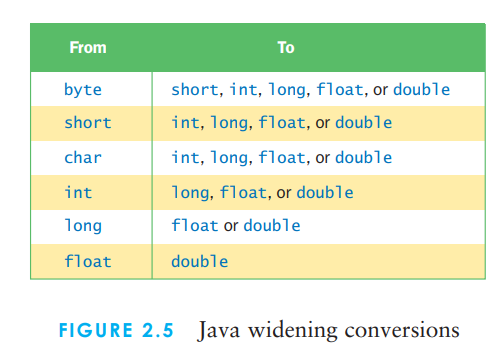 From To
byte short, int, long, float, or double
short int, long, float, or double
char int, long, float, or double
int long, float, or double
long float or double
float double
FIGURE 2.5 Java widening conversions